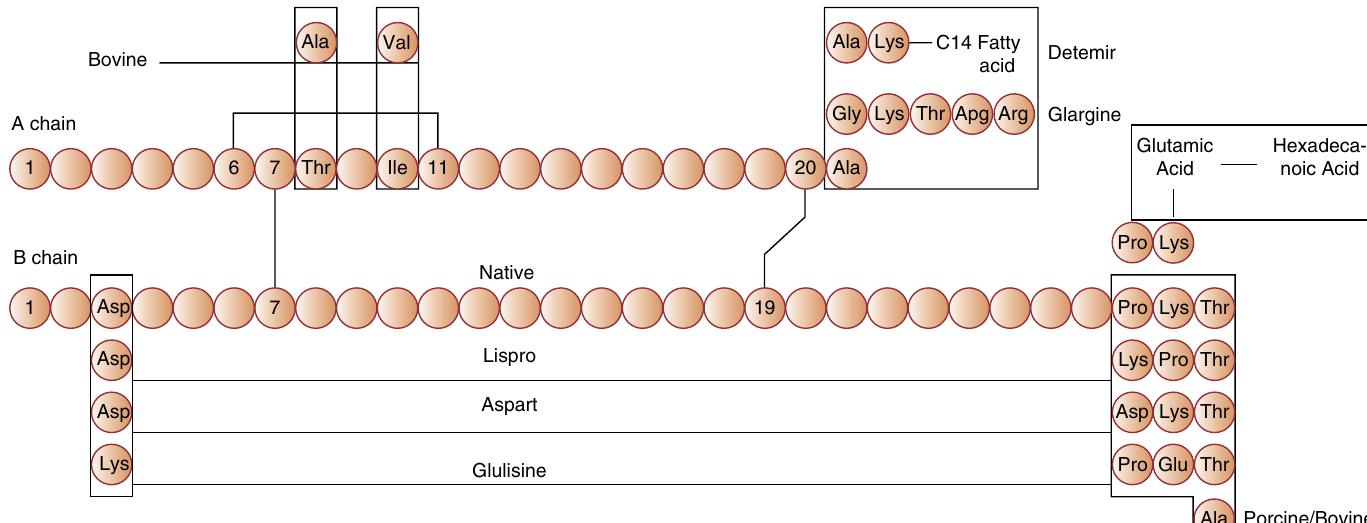 Ala Val
Bovine
Ala Lys C14 Fatty
acid
Detemir
Gly Lys Thr Apg Arg Glargine
A chain
1 6 7 Thr Ile 11 20 Ala
Glutamic
Acid
Hexadeca-
noic Acid
Pro Lys
B chain
Native
1 Asp 7 19 Pro Lys Thr
Asp Lispro Lys Pro Thr
Asp Aspart Asp Lys Thr
Lys Glulisine Pro Glu Thr
Ala Porcine/Bovine